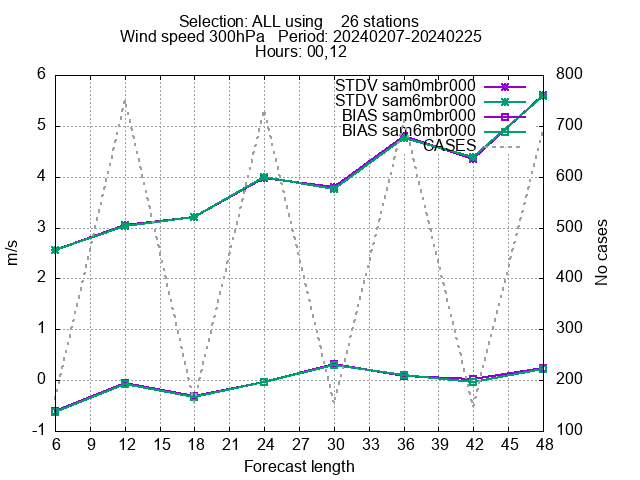 Selection: ALL using    26 stations
Wind speed 300hPa   Period: 20240207-20240225
Hours: 00,12
STDV sam0mbr000
STDV sam6mbr000
BIAS sam0mbr000
BIAS sam6mbr000
CASES
m/s
6
5
4
3
2
1
0
-1
800
700
600
500
400
300
200
100
No cases
6 9 12 15 18 21 24 27 30 33 36 39 42 45 48
Forecast length